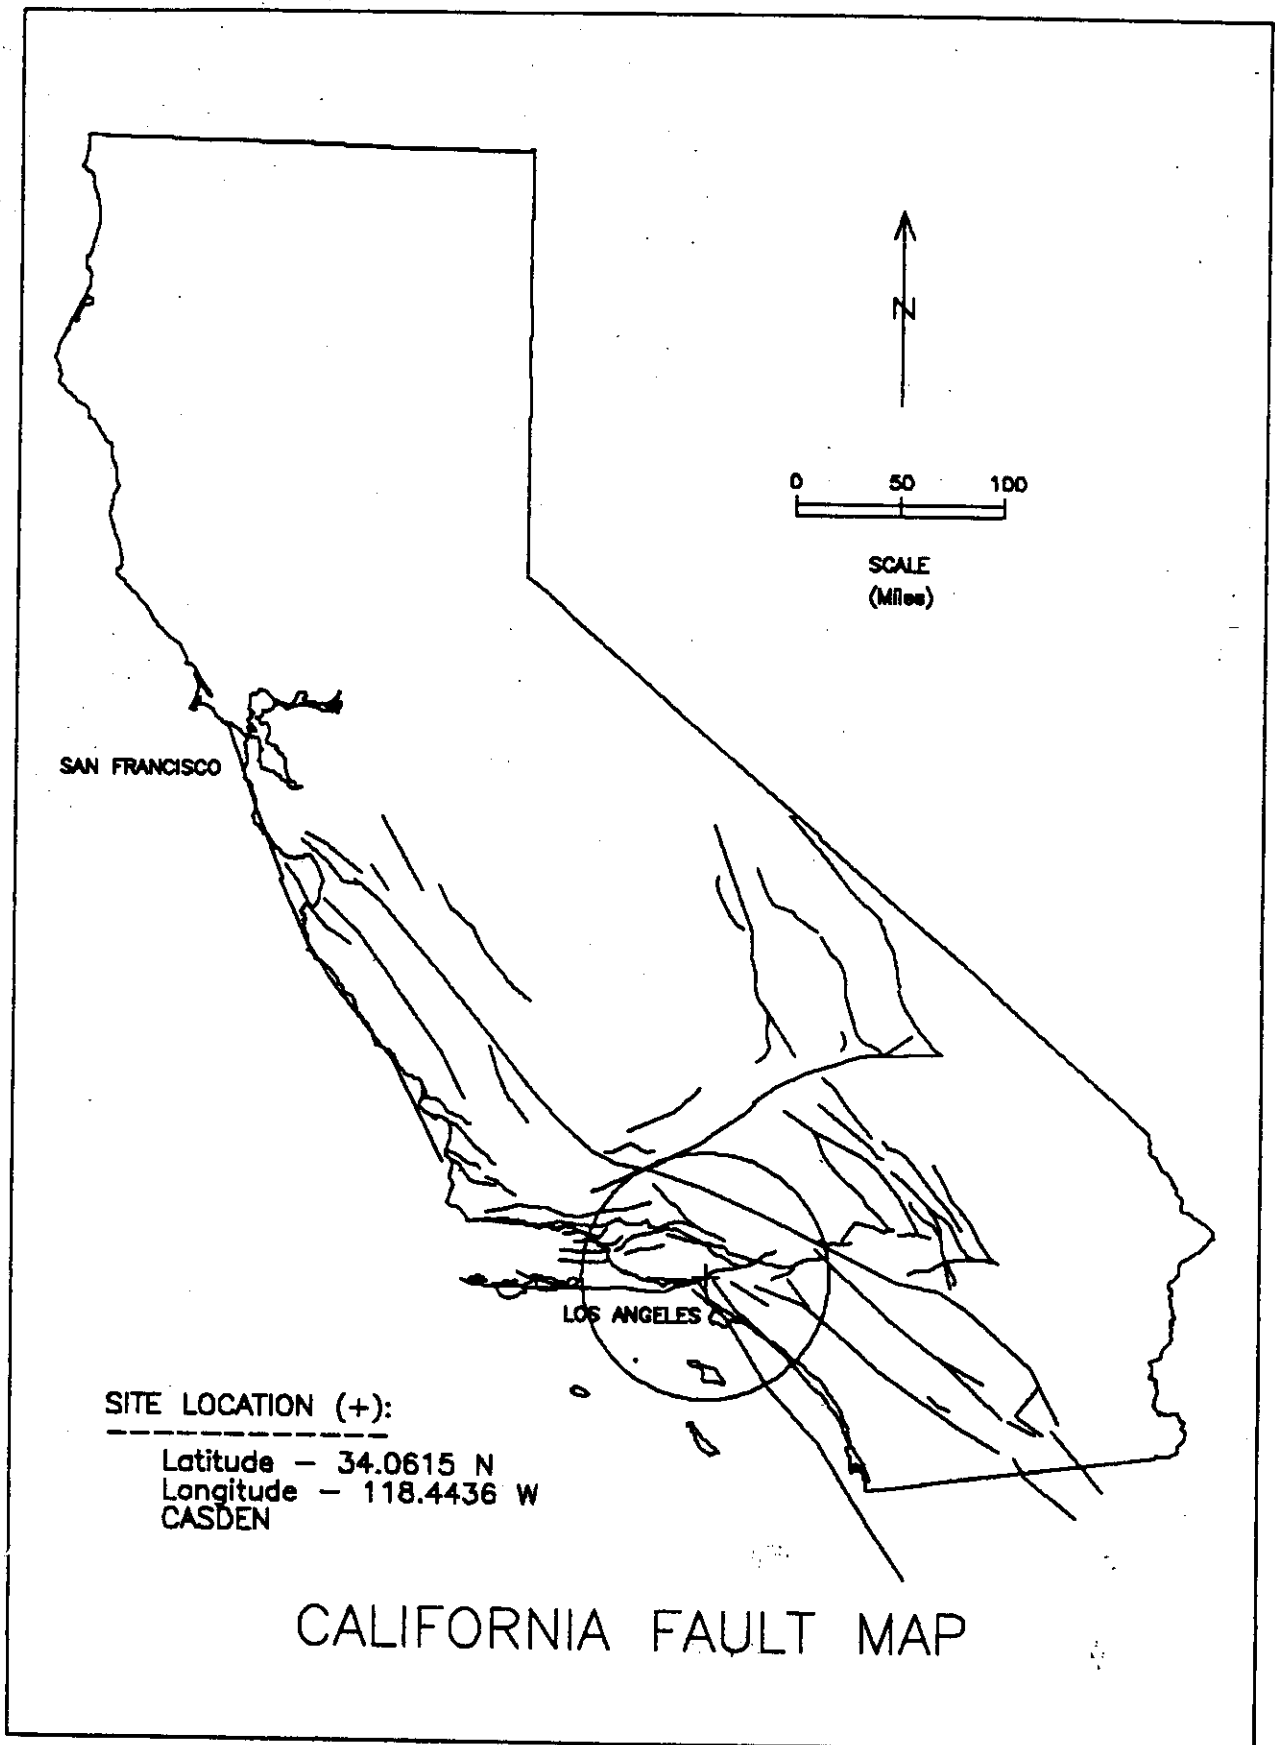 N
0 50 100
SCALE
(Miles)
SAN FRANCISCO
LOS ANGELES
SITE LOCATION (+):
------------
Latitude - 34.0615 N
Longitude - 118.4436 W
CASDEN
CALIFORNIA FAULT MAP